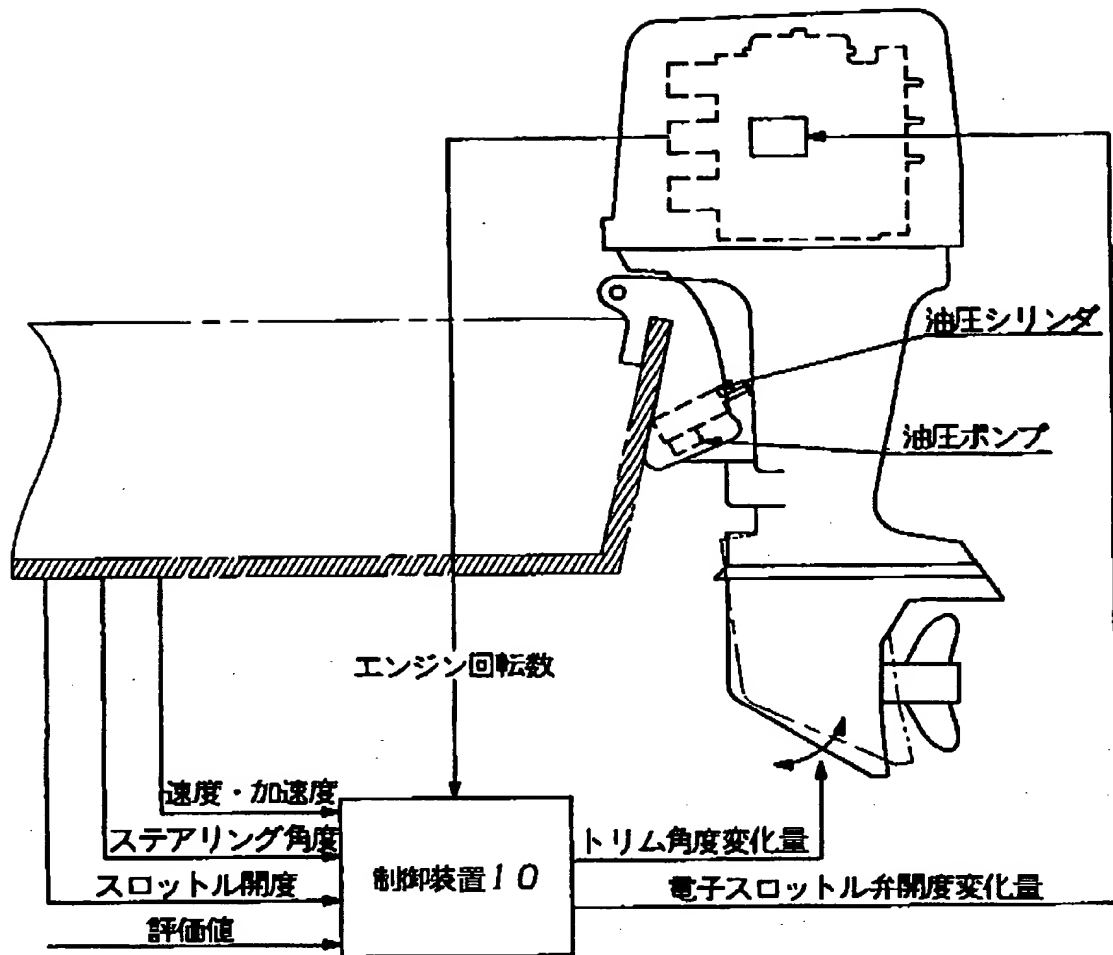 油圧シリンダ
油圧ポンプ
エンジン回転数
速度・加速度
ステアリング角度
スロットル開度
評価値
制御装置10
トリム角度変化量
電子スロットル弁開度変化量